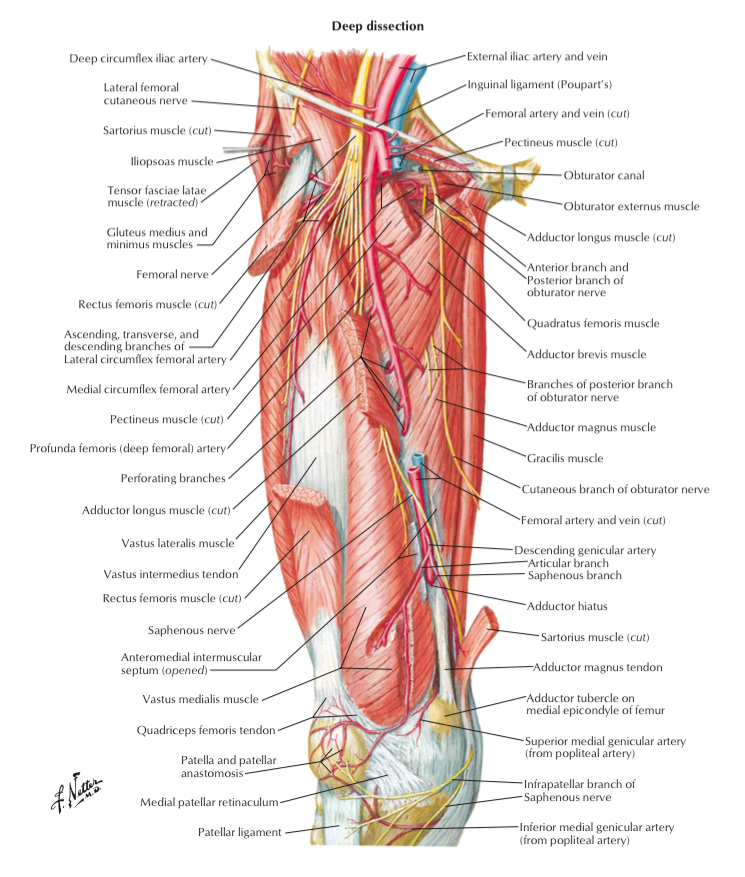 Deep dissection
Deep circumflex iliac artery
Lateral femoral
cutaneous nerve
Sartorius muscle (cut)
Iliopsoas muscle
Tensor fasciae latae
muscle (retracted)
Gluteus medius and
minimus muscles
Femoral nerve
Rectus femoris muscle (cut)
Ascending, transverse, and
descending branches of
Lateral circumflex femoral artery
Medial circumflex femoral artery
Pectineus muscle (cut)
Profunda femoris (deep femoral) artery
Perforating branches
Adductor longus muscle (cut)
Vastus lateralis muscle
Vastus intermedius tendon
Rectus femoris muscle (cut)
Saphenous nerve
Anteromedial intermuscular
septum (opened)
Vastus medialis muscle
Quadriceps femoris tendon
Patella and patellar
anastomosis
Medial patellar retinaculum
Patellar ligament
External iliac artery and vein
Inguinal ligament (Poupart's)
Femoral artery and vein (cut)
Pectineus muscle (cut)
Obturator canal
Obturator externus muscle
Adductor longus muscle (cut)
Anterior branch and
Posterior branch of
obturator nerve
Quadratus femoris muscle
Adductor brevis muscle
Branches of posterior branch
of obturator nerve
Adductor magnus muscle
Gracilis muscle
Cutaneous branch of obturator nerve
Femoral artery and vein (cut)
Descending genicular artery
Articular branch
Saphenous branch
Adductor hiatus
Sartorius muscle (cut)
Adductor magnus tendon
Adductor tubercle on
medial epicondyle of femur
Superior medial genicular artery
(from popliteal artery)
Infrapatellar branch of
Saphenous nerve
Inferior medial genicular artery
(from popliteal artery)
F. Netter
M.D.